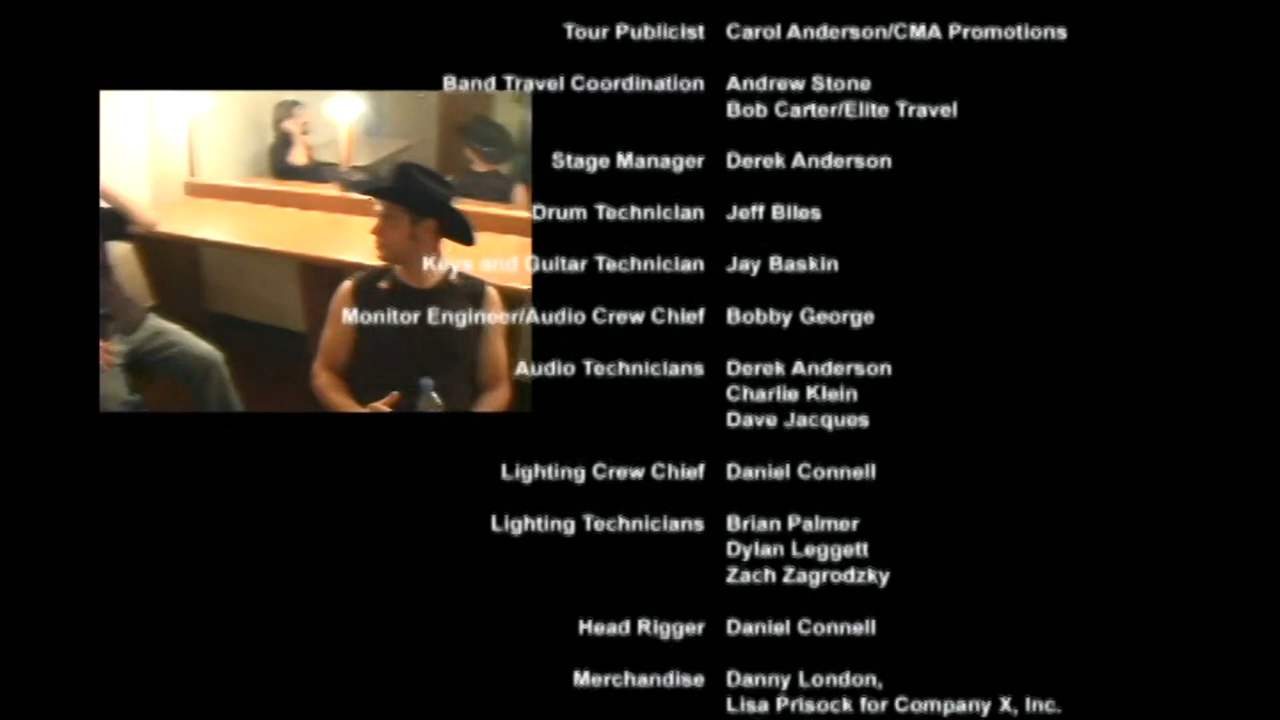 Tour Publicist Carol Anderson/CMA Promotions
Band Travel Coordination Andrew Stone
Bob Carter/Elite Travel
Stage Manager Derek Anderson
Drum Technician Jeff Biles
Keys and Guitar Technician Jay Baskin
Monitor Engineer/Audio Crew Chief Bobby George
Audio Technicians Derek Anderson
Charlie Klein
Dave Jacques
Lighting Crew Chief Daniel Connell
Lighting Technicians Brian Palmer
Dylan Leggett
Zach Zagrodzky
Head Rigger Daniel Connell
Merchandise Danny London,
Lisa Prisock for Company X, Inc.